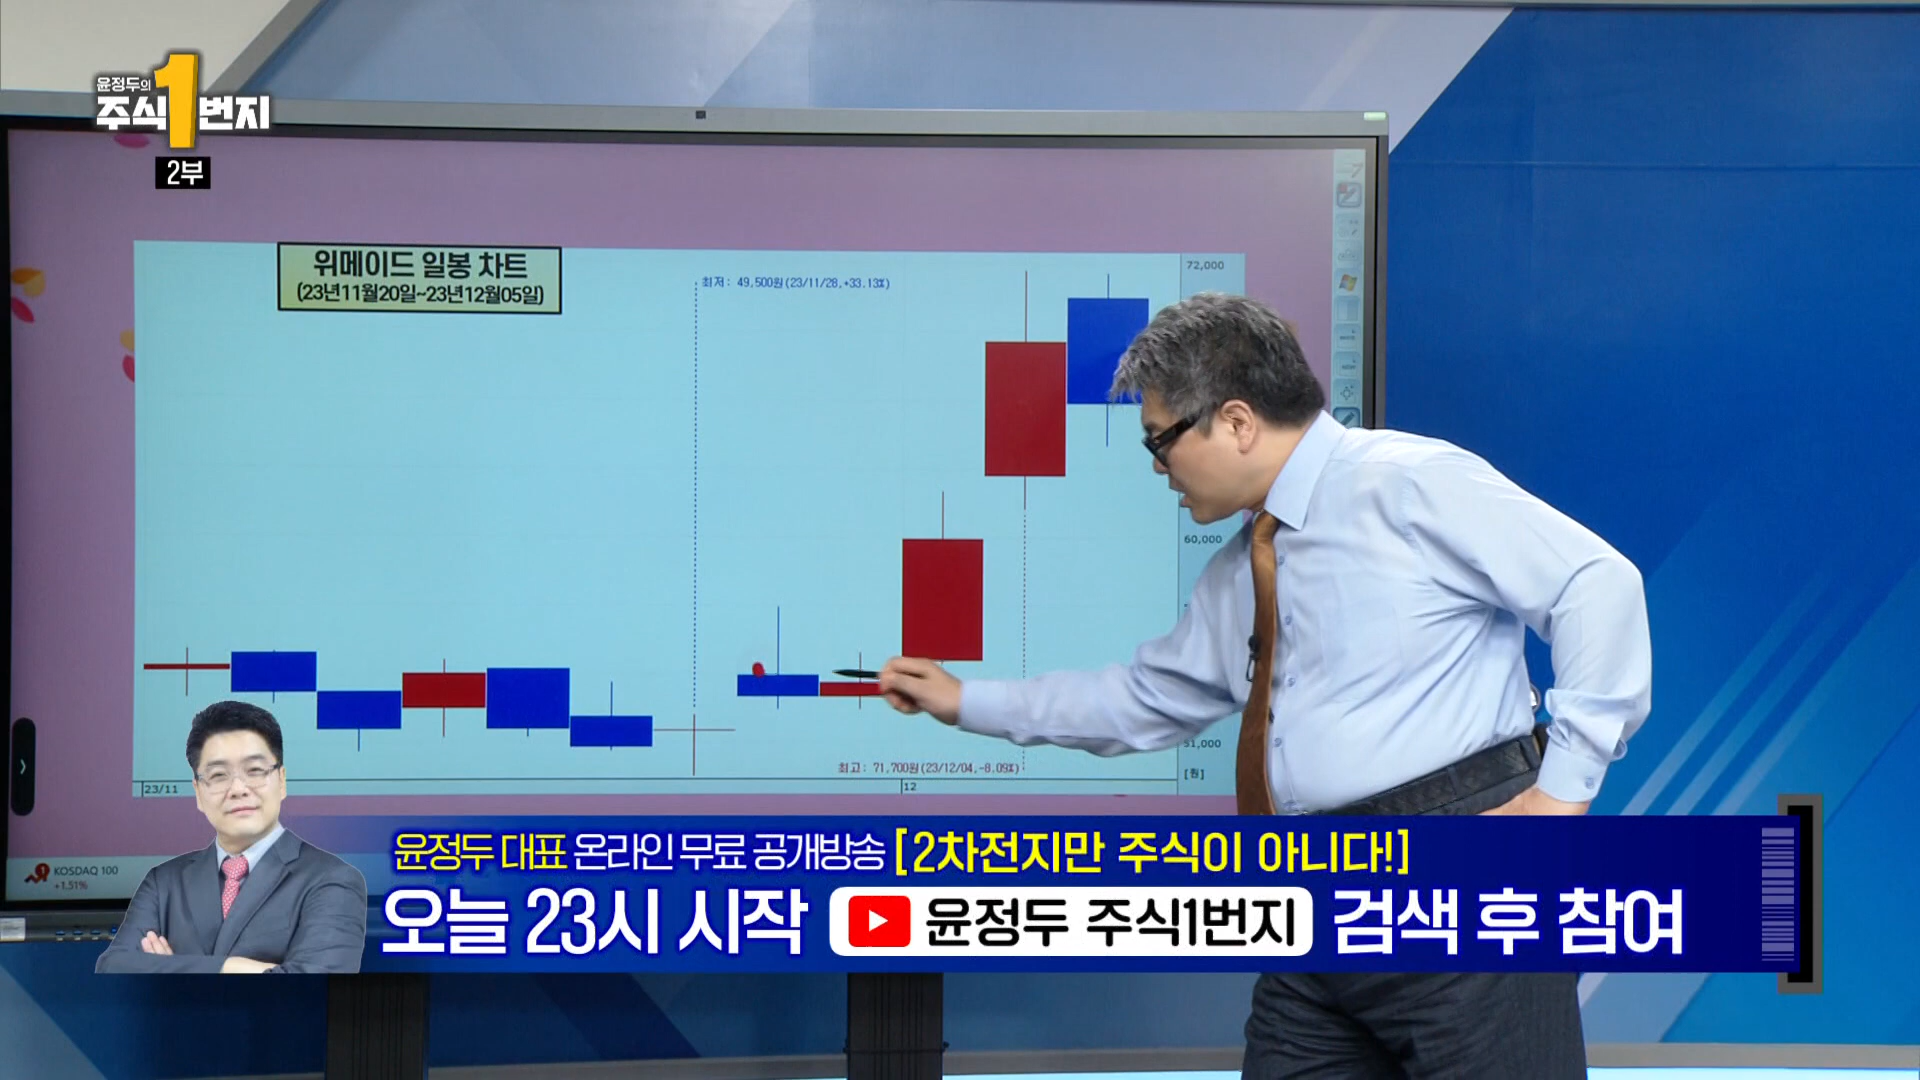 윤정두의
주식1번지
2부
위메이드 일봉 차트
(23년11월20일~23년12월05일)
최저: 49,500원(23/11/28,+33.13%)
72,000
60,000
51,000
[원]
최고: 71,700원(23/12/04,-8.09%)
23/11
12
KOSDAQ 100
+1.51%
윤정두 대표 온라인 무료 공개방송 [2차전지만 주식이 아니다!]
오늘 23시 시작 윤정두 주식1번지 검색 후 참여